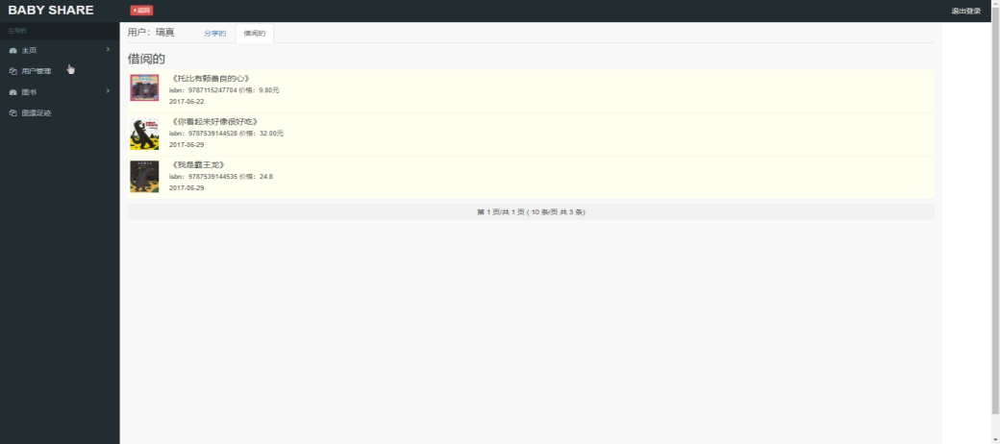 BABY SHARE
返回
退出登录
主导航
主页
用户管理
图书
图漂足迹
用户：瑞真 分享的 借阅的
借阅的
《托比有颗善良的心》
isbn：9787115247704 价格：9.80元
2017-06-22
《你看起来好像很好吃》
isbn：9787539144528 价格：32.00元
2017-06-29
《我是霸王龙》
isbn：9787539144535 价格：24.8
2017-06-29
第 1 页/共 1 页 ( 10 条/页 共 3 条)